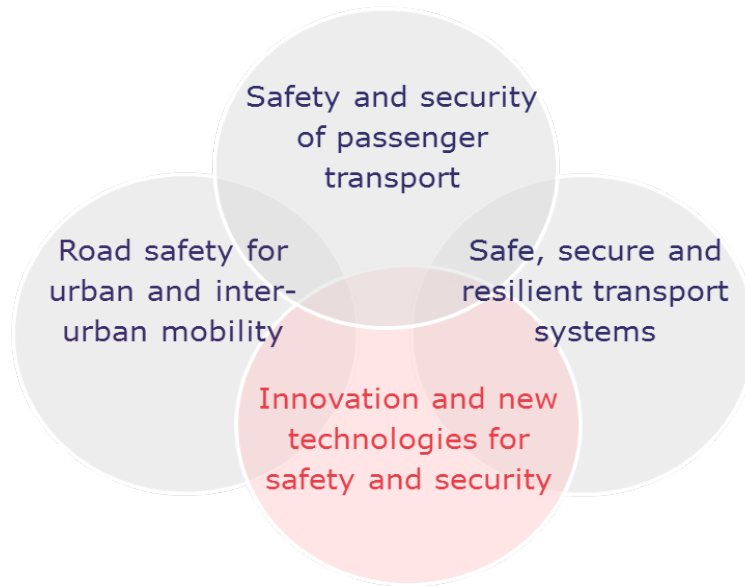 Safety and security
of passenger
transport
Road safety for
urban and inter-
urban mobility
Safe, secure and
resilient transport
systems
Innovation and new
technologies for
safety and security